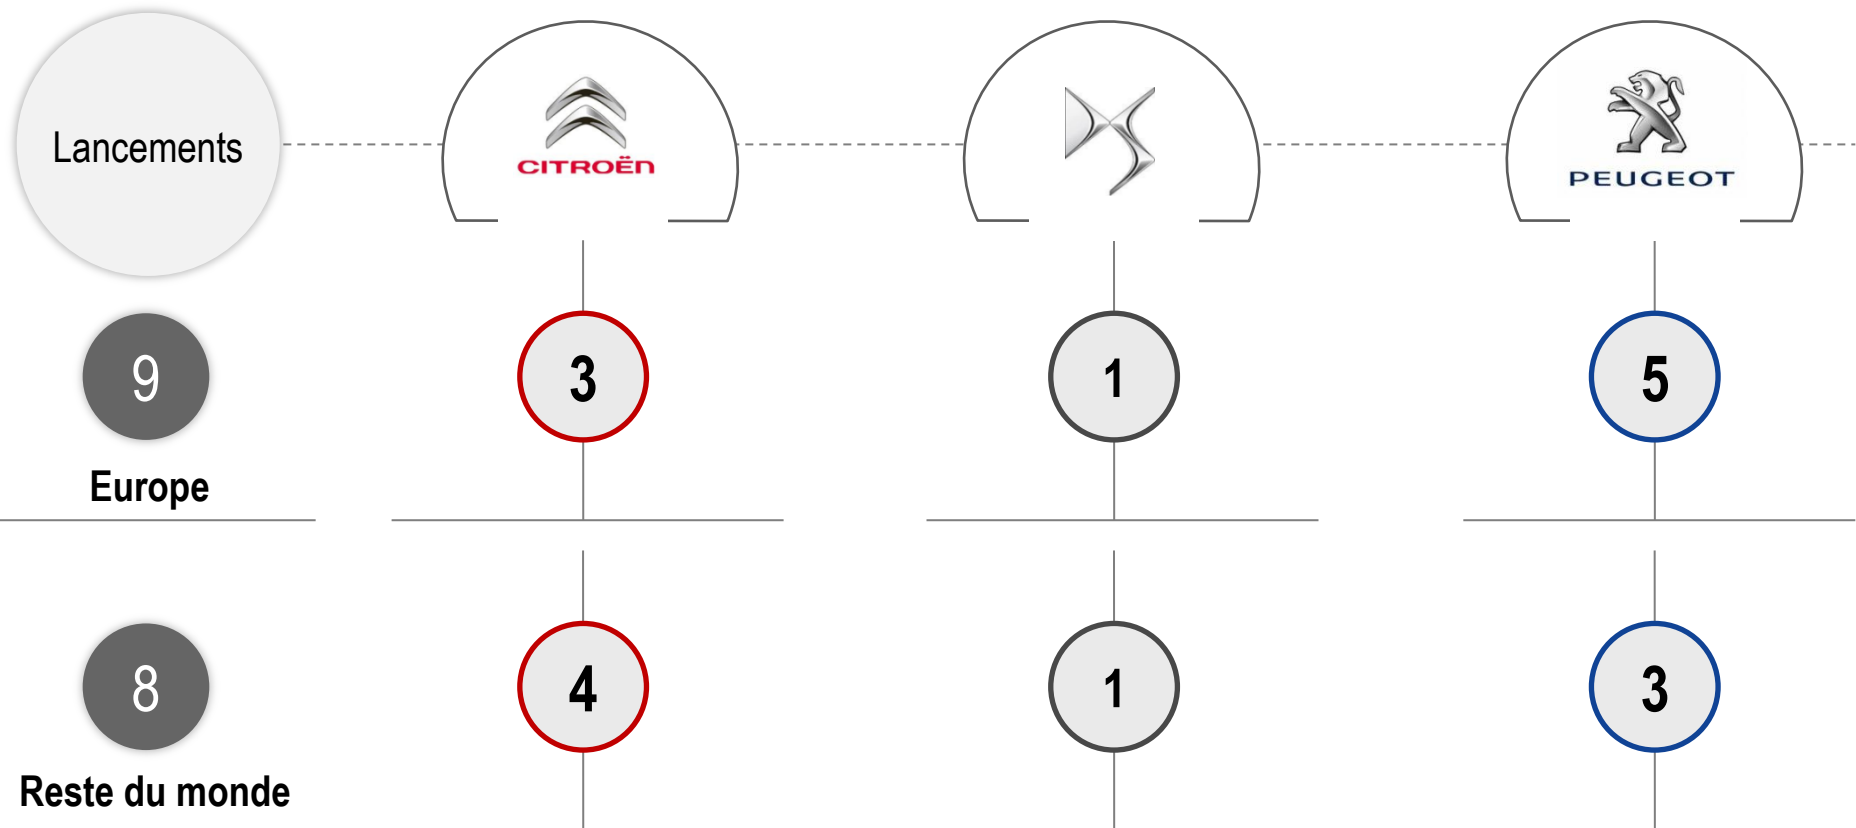 Lancements
CITROËN
PEUGEOT
9
3
1
5
Europe
8
4
1
3
Reste du monde